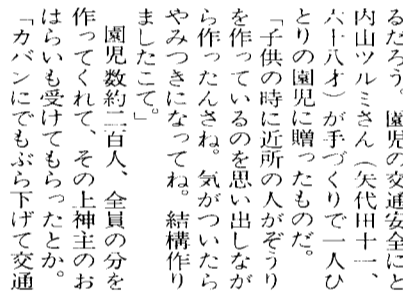 るだろう。園児の交通安全にと
内山ツルミさん（矢代田十一、
六十八才）が手づくりで一人ひ
とりの園児に贈ったものだ。
「子供の時に近所の人がぞうり
を作っているのを思い出しなが
ら作ったんさね。気がついたら
やみつきになってね。結構作り
ましたこて。」
園児数約二百人、全員の分を
作ってくれて、その上神主のお
はらいも受けてもらったとか。
「カバンにでもぶら下げて交通